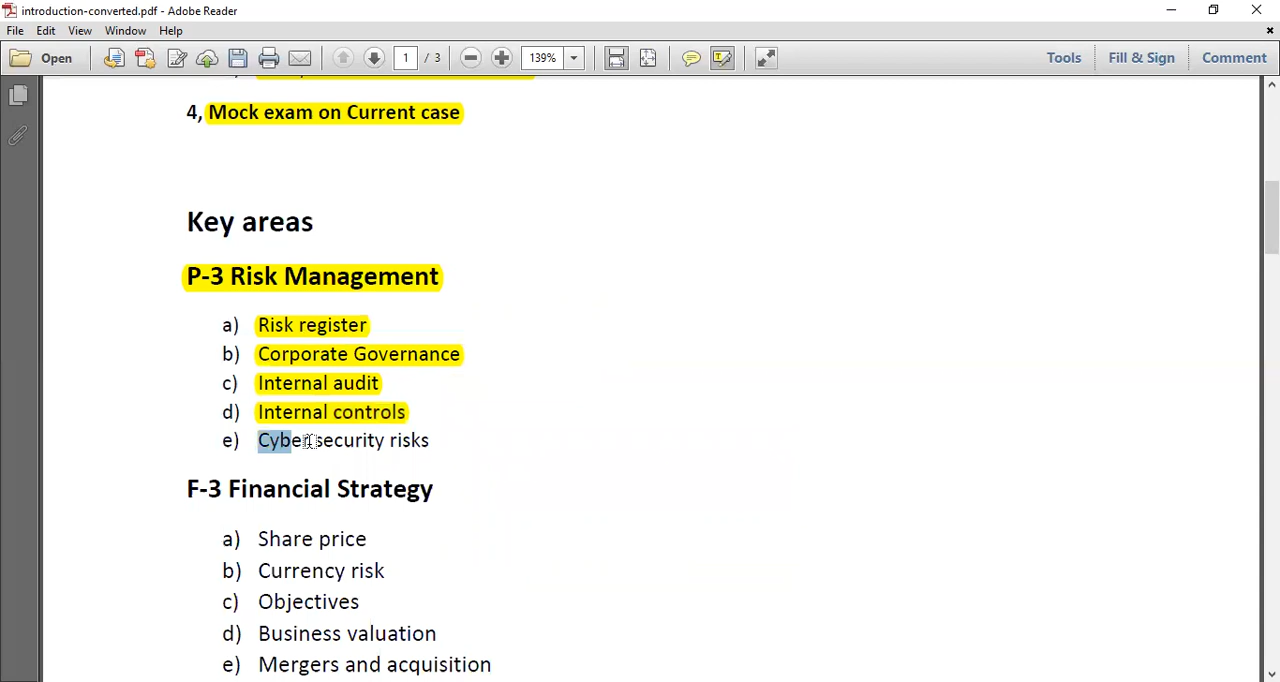 introduction-converted.pdf - Adobe Reader
File Edit View Window Help
Open 1 / 3 139% Tools Fill & Sign Comment
4, Mock exam on Current case
Key areas
P-3 Risk Management
a) Risk register
b) Corporate Governance
c) Internal audit
d) Internal controls
e) Cyber security risks
F-3 Financial Strategy
a) Share price
b) Currency risk
c) Objectives
d) Business valuation
e) Mergers and acquisition